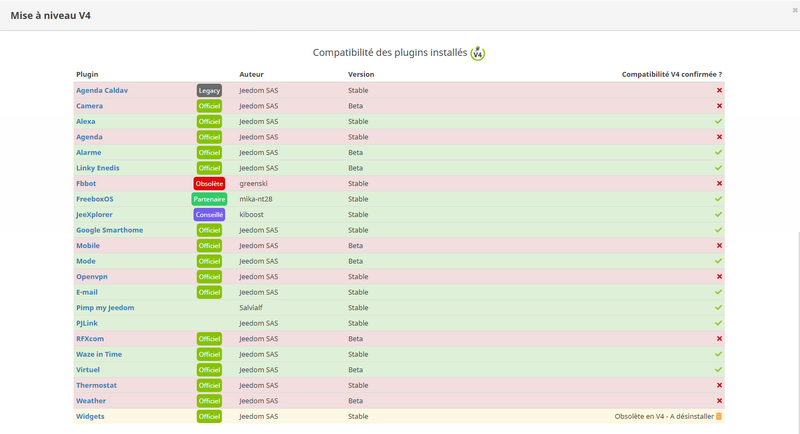 Mise à niveau V4
Compatibilité des plugins installés V4
Plugin Auteur Version Compatibilité V4 confirmée ?
Agenda Caldav Legacy Jeedom SAS Stable
Camera Officiel Jeedom SAS Beta
Alexa Officiel Jeedom SAS Stable
Agenda Officiel Jeedom SAS Stable
Alarme Officiel Jeedom SAS Beta
Linky Enedis Officiel Jeedom SAS Beta
Fbbot Obsolète greenski Stable
FreeboxOS Partenaire mika-nt28 Stable
JeeXplorer Conseillé kiboost Stable
Google Smarthome Officiel Jeedom SAS Stable
Mobile Officiel Jeedom SAS Beta
Mode Officiel Jeedom SAS Beta
Openvpn Officiel Jeedom SAS Stable
E-mail Officiel Jeedom SAS Stable
Pimp my Jeedom Salvialf Stable
PJLink Jeedom SAS Stable
RFXcom Officiel Jeedom SAS Beta
Waze in Time Officiel Jeedom SAS Stable
Virtuel Officiel Jeedom SAS Beta
Thermostat Officiel Jeedom SAS Stable
Weather Officiel Jeedom SAS Beta
Widgets Officiel Jeedom SAS Stable Obsolète en V4 - A désinstaller